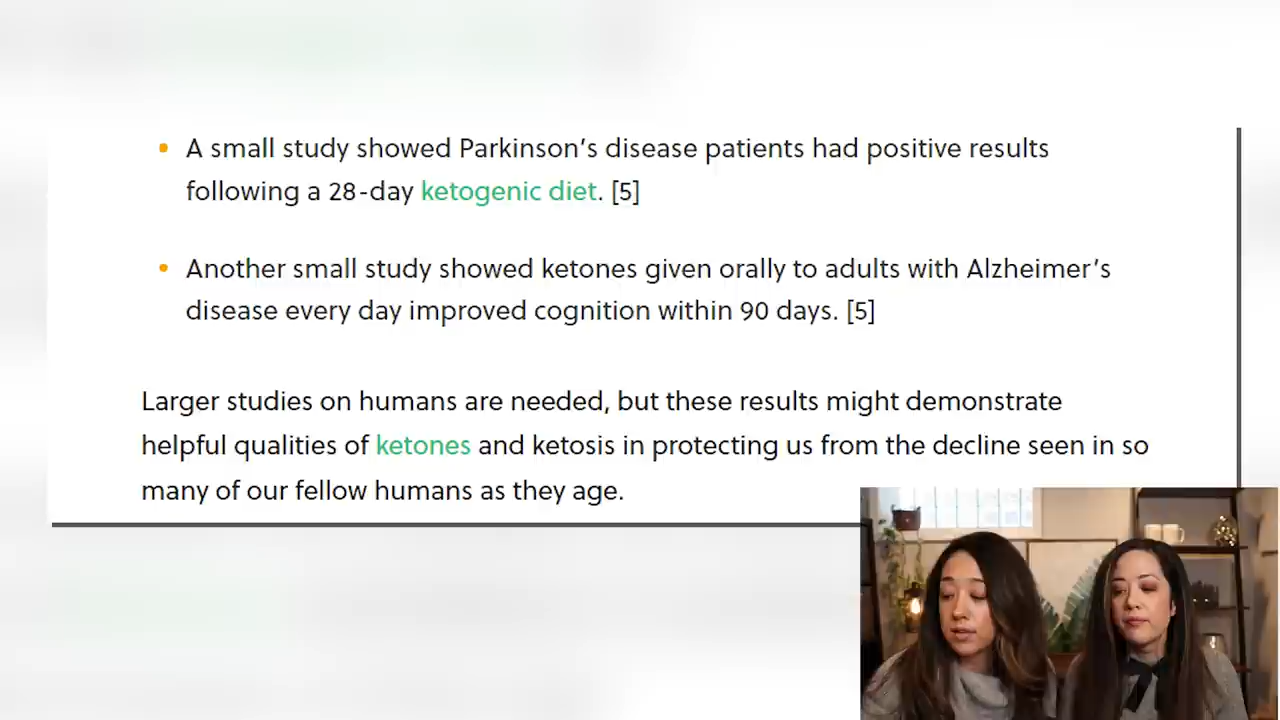 A small study showed Parkinson's disease patients had positive results
following a 28-day ketogenic diet. [5]
Another small study showed ketones given orally to adults with Alzheimer's
disease every day improved cognition within 90 days. [5]
Larger studies on humans are needed, but these results might demonstrate
helpful qualities of ketones and ketosis in protecting us from the decline seen in so
many of our fellow humans as they age.